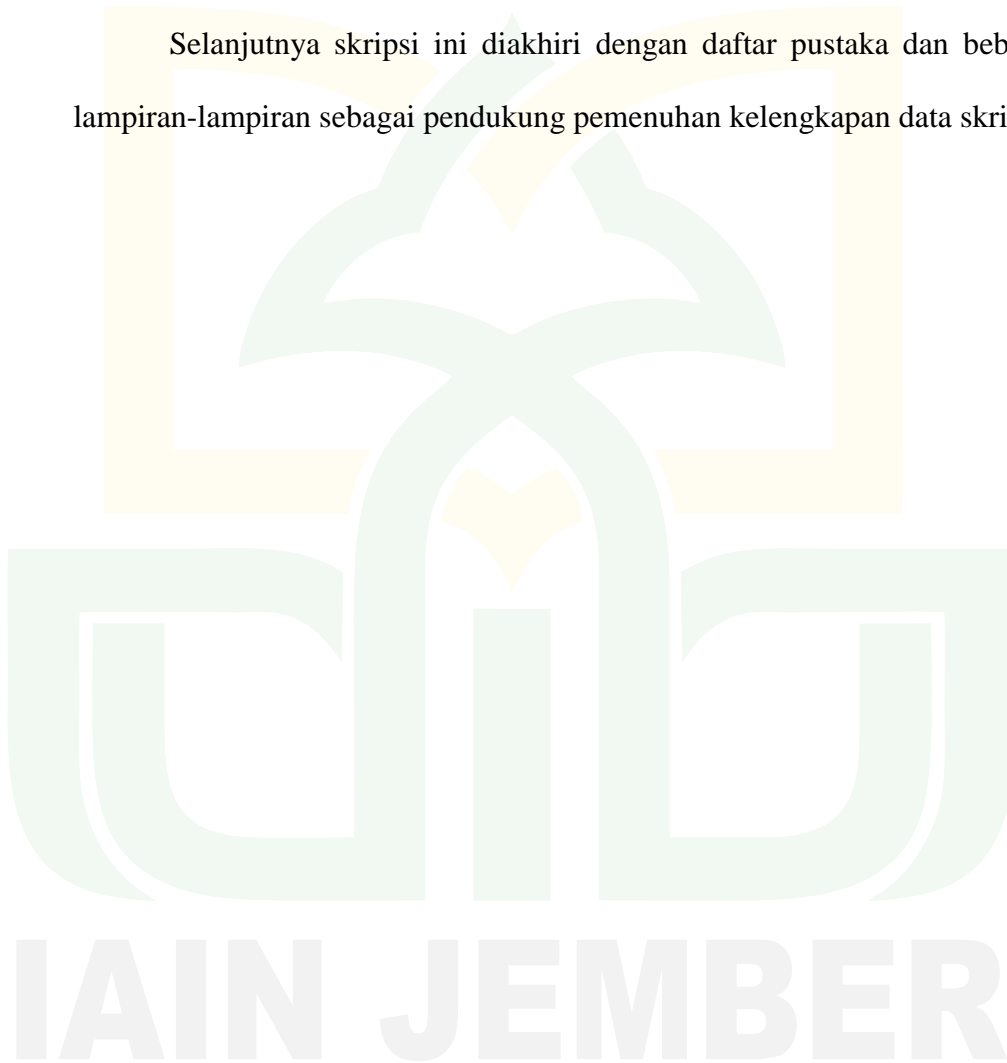 Selanjutnya skripsi ini diakhiri dengan daftar pustaka dan beb
lampiran-lampiran sebagai pendukung pemenuhan kelengkapan data skri
IAIN JEMBER